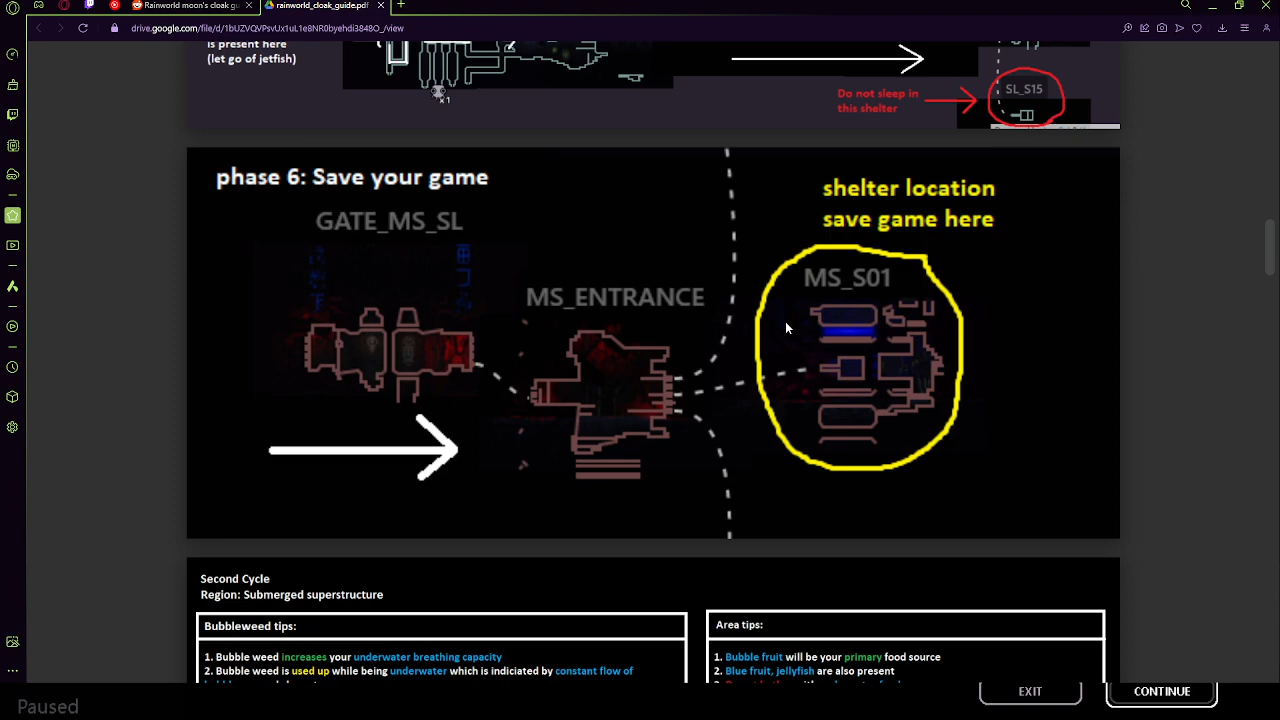 Rainworld moon's cloak gu
rainworld_cloak_guide.pdf
drive.google.com/file/d/1bUZVQVPsvUx1uL1e8NR0byehdi3848O_/view
is present here
(let go of jetfish)
x1
Do not sleep in
this shelter
SL_S15
phase 6: Save your game
shelter location
save game here
GATE_MS_SL
MS_ENTRANCE
MS_S01
Second Cycle
Region: Submerged superstructure
Bubbleweed tips:
1. Bubble weed increases your underwater breathing capacity
2. Bubble weed is used up while being underwater which is indiciated by constant flow of
Area tips:
1. Bubble fruit will be your primary food source
2. Blue fruit, jellyfish are also present
Paused
EXIT
CONTINUE